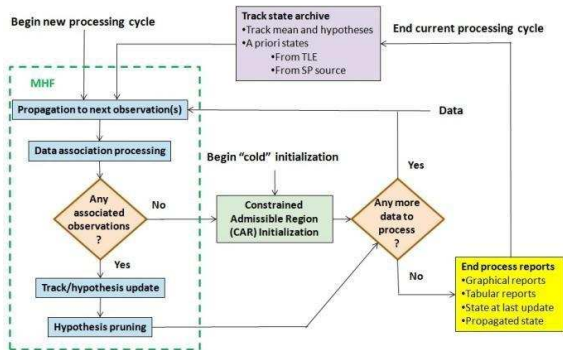 Begin new processing cycle
Track state archive
•Track mean and hypotheses
•A priori states
•From TLE
•From SP source
End current processing cycle
MHF
Propagation to next observation(s)
Data
Data association processing
Begin "cold" initialization
Yes
Any
associated
observations
?
No
Constrained
Admissible Region
(CAR) Initialization
Any more
data to
process
?
Yes
No
Track/hypothesis update
Hypothesis pruning
End process reports
•Graphical reports
•Tabular reports
•State at last update
•Propagated state